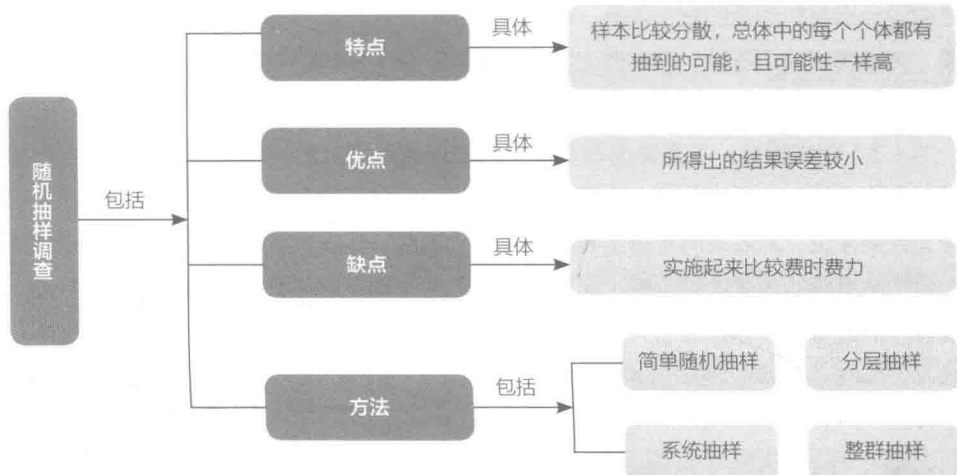 随机抽样调查
包括
特点
具体
样本比较分散，总体中的每个个体都有
抽到的可能，且可能性一样高
优点
具体
所得出的结果误差较小
缺点
具体
实施起来比较费时费力
方法
包括
简单随机抽样
分层抽样
系统抽样
整群抽样